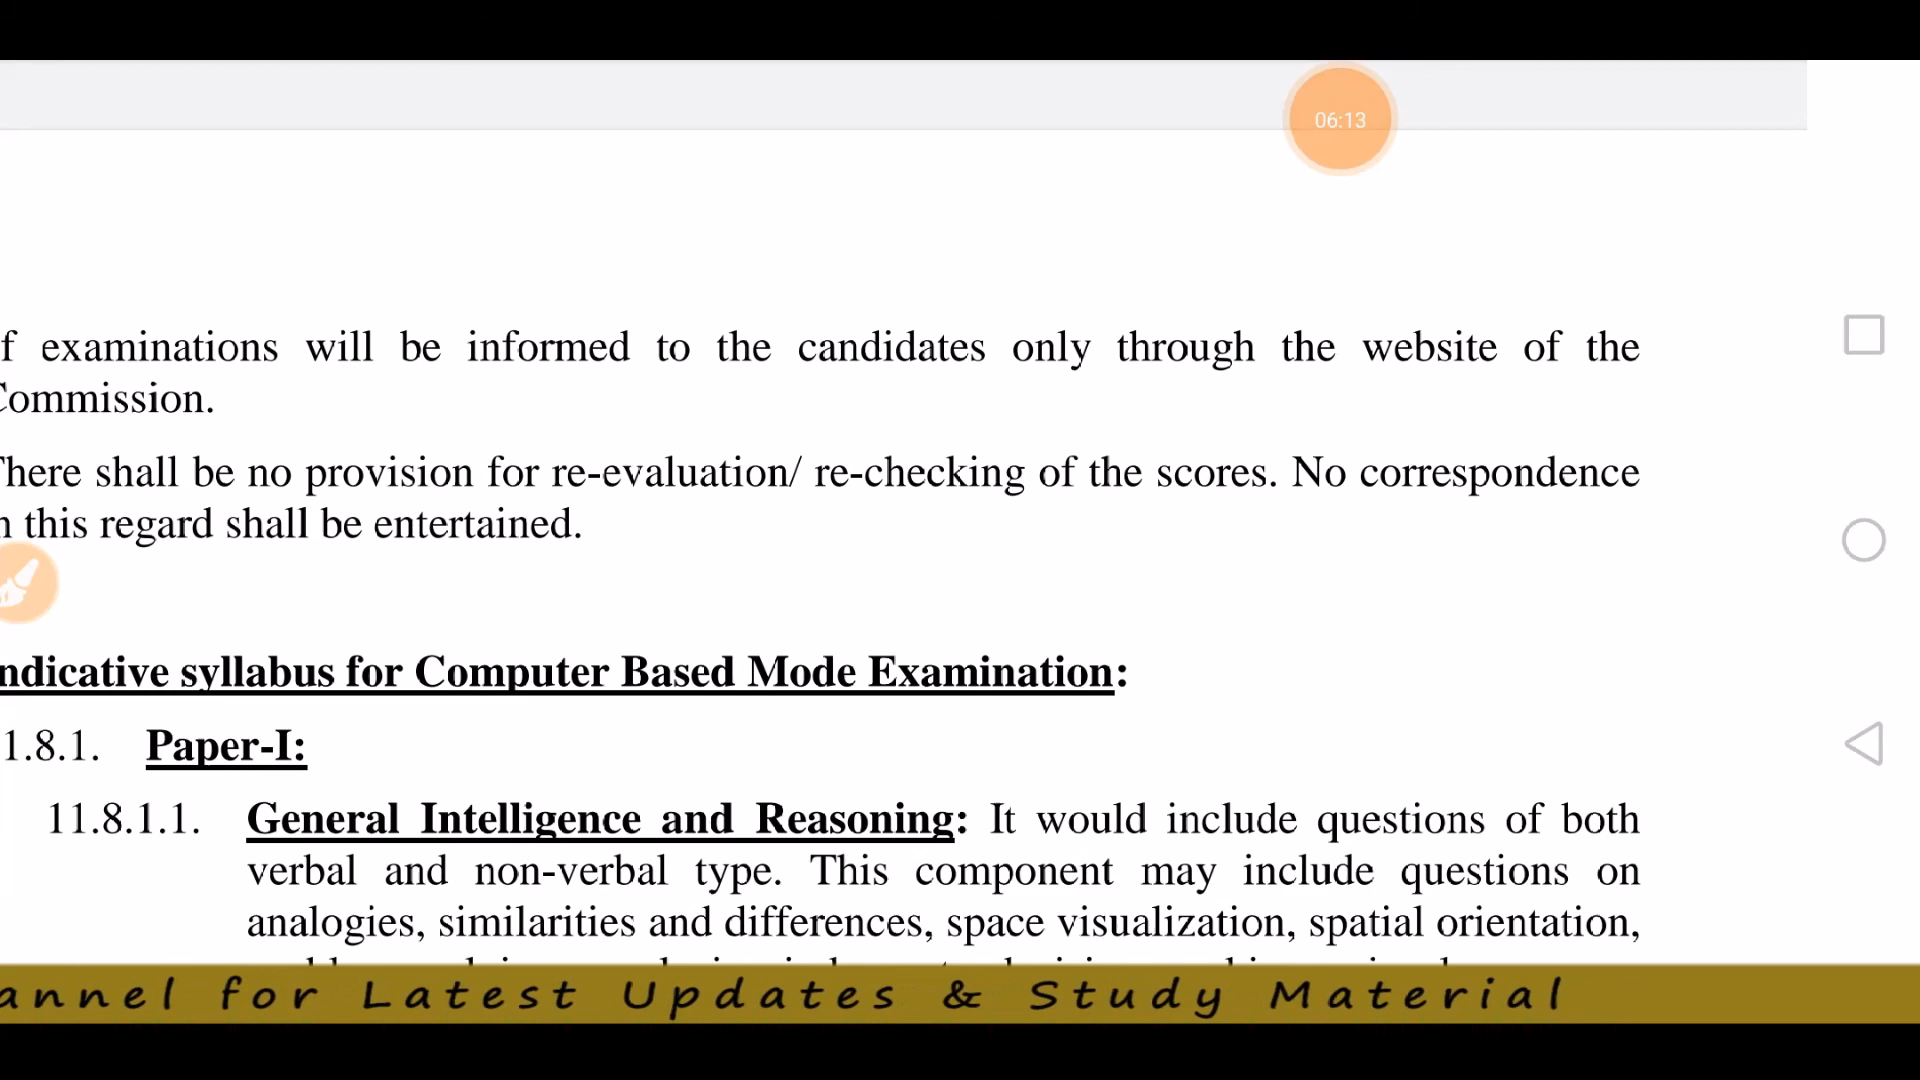 06:13
f examinations will be informed to the candidates only through the website of the
Commission.
There shall be no provision for re-evaluation/ re-checking of the scores. No correspondence
n this regard shall be entertained.
ndicative syllabus for Computer Based Mode Examination:
1.8.1. Paper-I:
11.8.1.1. General Intelligence and Reasoning: It would include questions of both
verbal and non-verbal type. This component may include questions on
analogies, similarities and differences, space visualization, spatial orientation,
annel for Latest Updates & Study Material